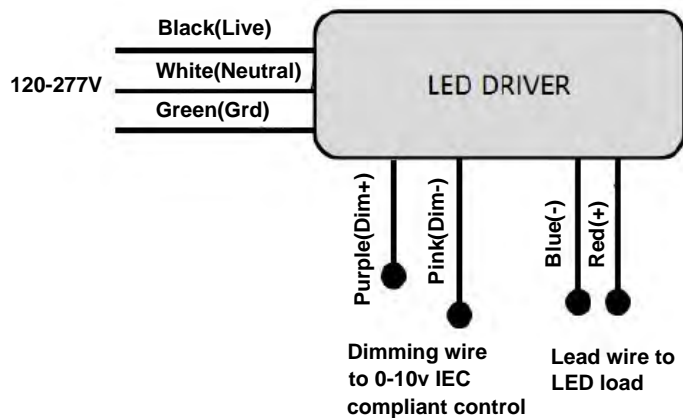 Black(Live)
White(Neutral)
120-277V
Green(Grd)
LED DRIVER
Purple(Dim+)
Pink(Dim-)
Blue(-)
Red(+)
Dimming wire
to 0-10v IEC
compliant control
Lead wire to
LED load